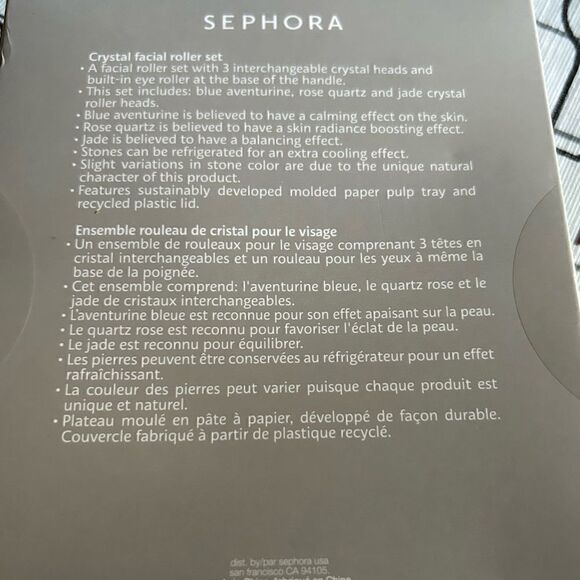 SEPHORA
Crystal facial roller set
• A facial roller set with 3 interchangeable crystal heads and
built-in eye roller at the base of the handle.
• This set includes: blue aventurine, rose quartz and jade crystal
roller heads.
• Blue aventurine is believed to have a calming effect on the skin.
• Rose quartz is believed to have a skin radiance boosting effect.
• Jade is believed to have a balancing effect.
• Stones can be refrigerated for an extra cooling effect.
• Slight variations in stone color are due to the unique natural
character of this product.
• Features sustainably developed molded paper pulp tray and
recycled plastic lid.
Ensemble rouleau de cristal pour le visage
• Un ensemble de rouleaux pour le visage comprenant 3 têtes en
cristal interchangeables et un rouleau pour les yeux à même la
base de la poignée.
• Cet ensemble comprend: l'aventurine bleue, le quartz rose et le
jade de cristaux interchangeables.
• L'aventurine bleue est reconnue pour son effet apaisant sur la peau.
• Le quartz rose est reconnu pour favoriser l'éclat de la peau.
• Le jade est reconnu pour équilibrer.
• Les pierres peuvent être conservées au réfrigérateur pour un effet
rafraîchissant.
• La couleur des pierres peut varier puisque chaque produit est
unique et naturel.
• Plateau moulé en pâte à papier, développé de façon durable.
Couvercle fabriqué à partir de plastique recyclé.
dist. by/par sephora usa
san francisco CA 94105.